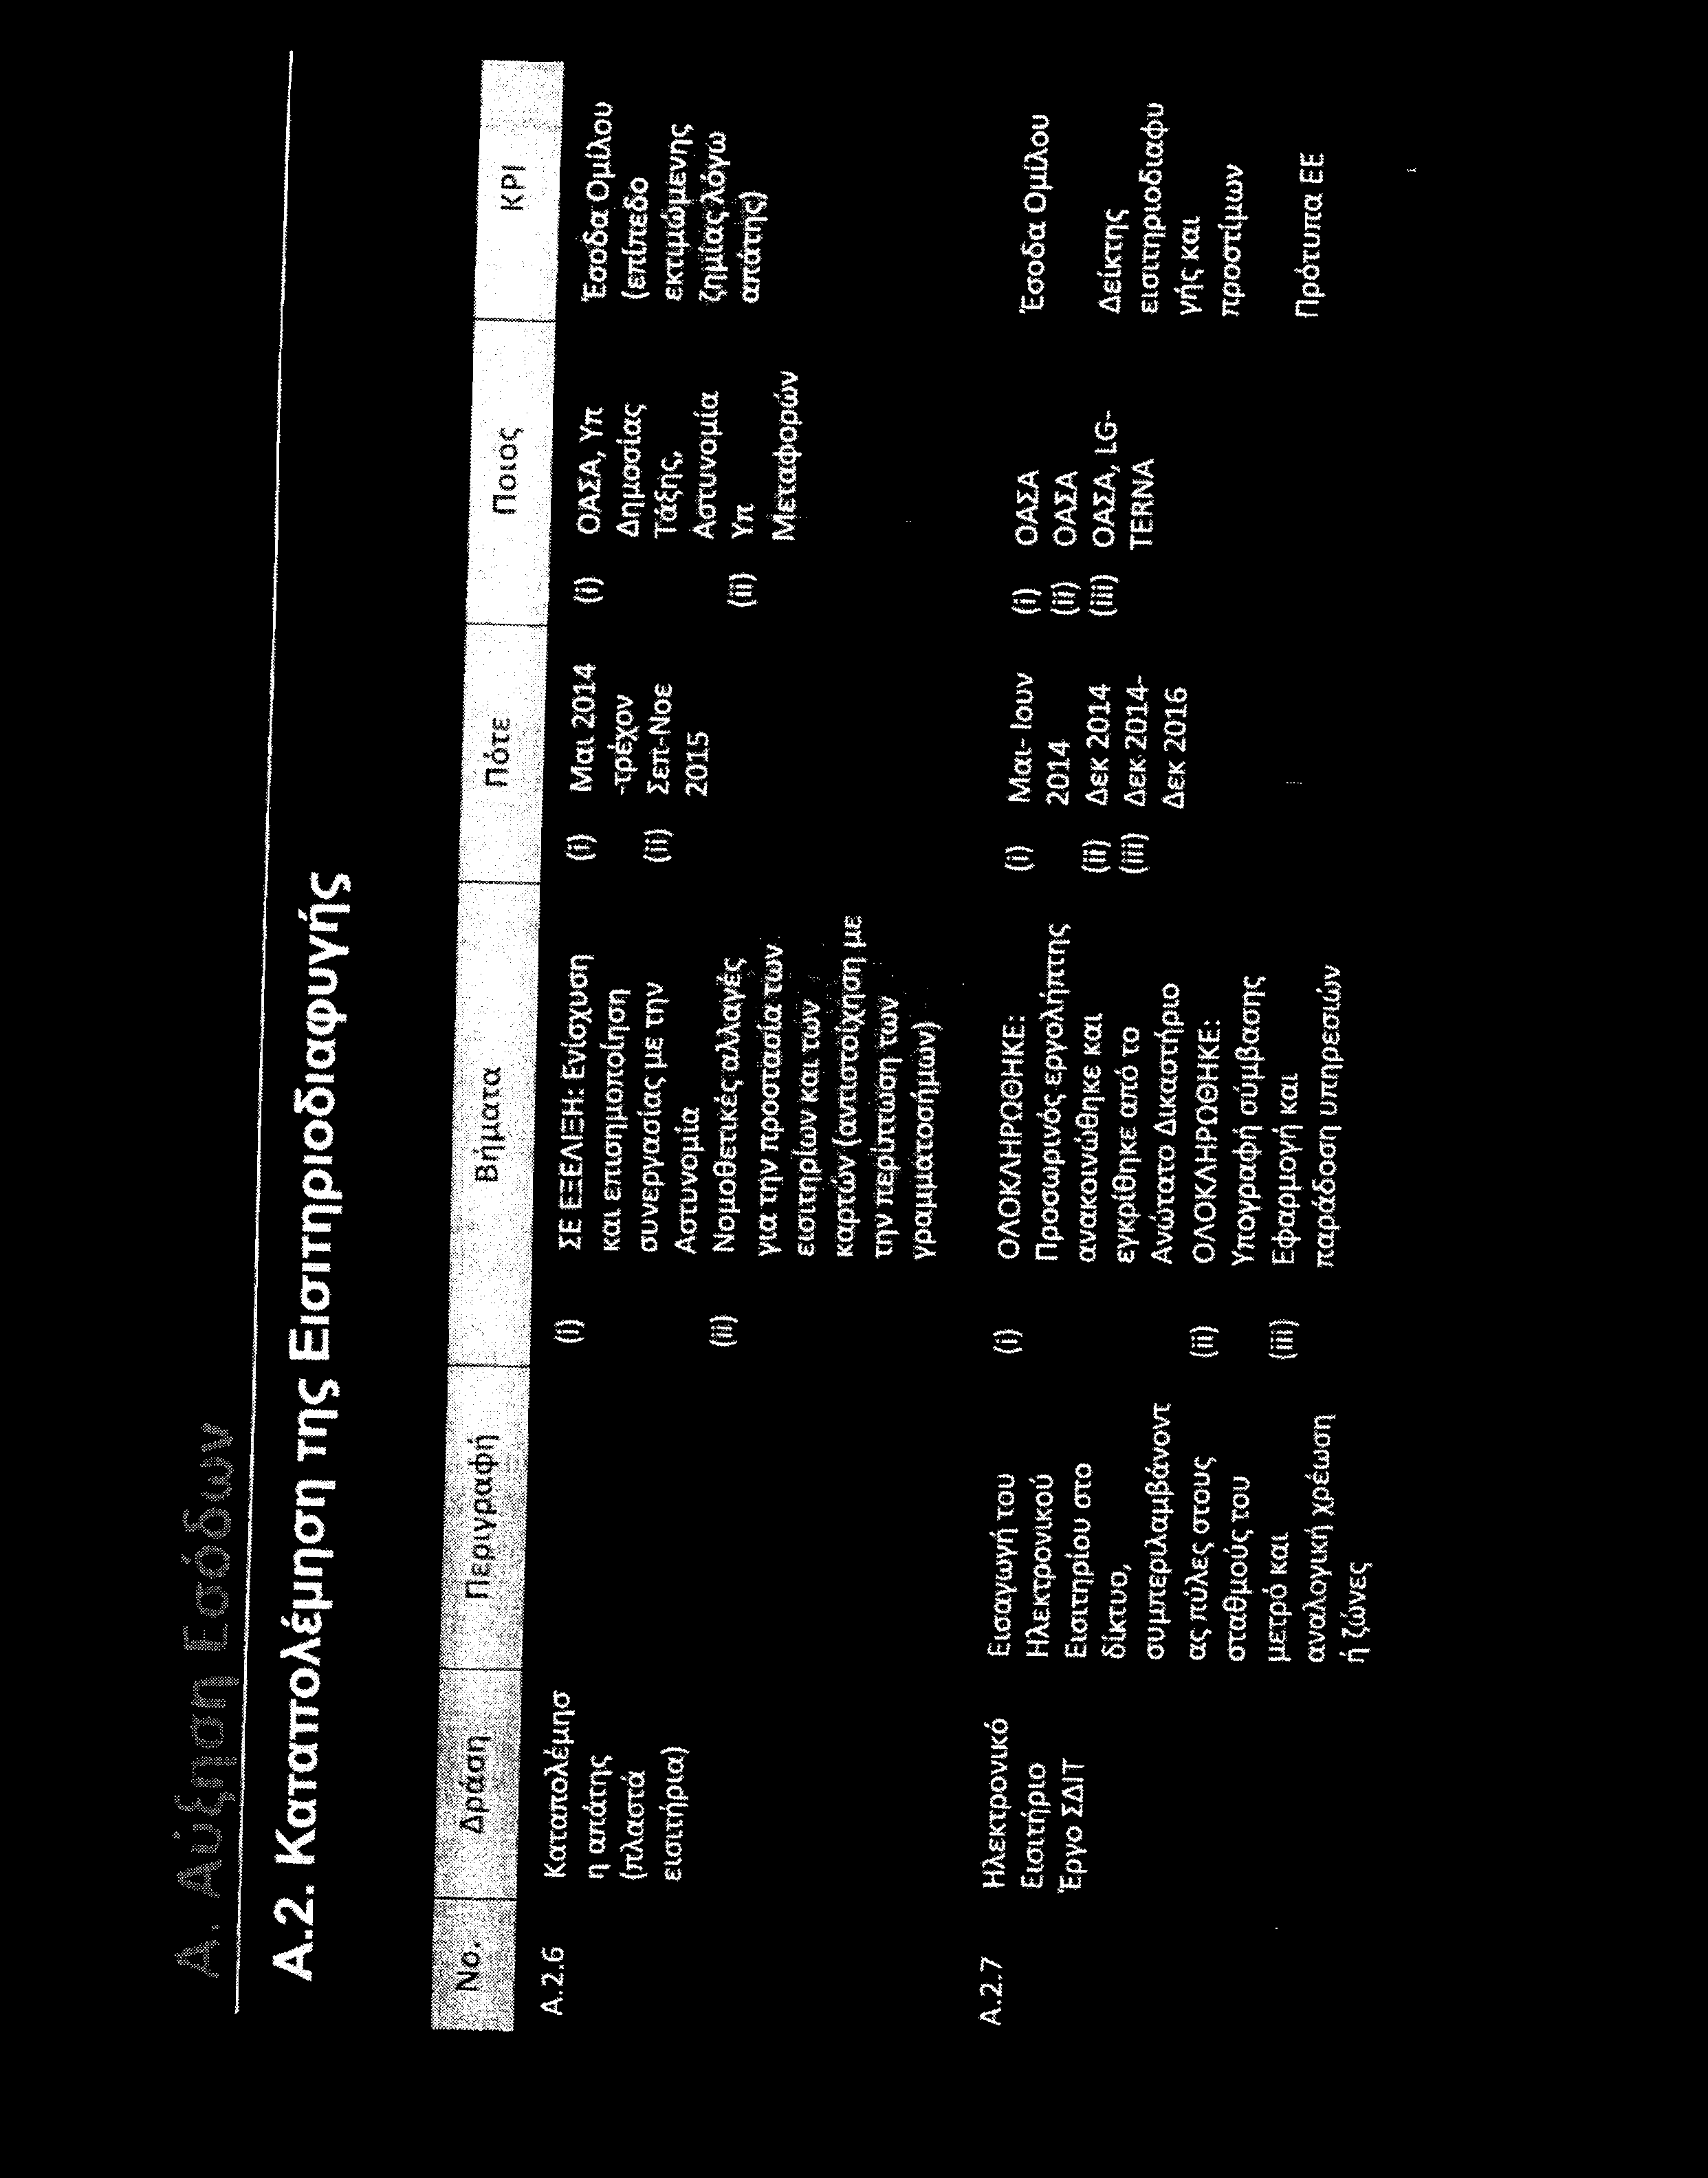 Α. Αύξηση Εσόδων
Α.2. Καταπολέμηση της Εισιτηριοδιαφυγής
No.
Δράση
Περιγραφή
Βήματα
Πότε
Ποιος
KPI
Α.2.6
Καταπολέμησ
η απάτης
(πλαστά
εισιτήρια)
(i) ΣΕ ΕΞΕΛΙΞΗ: Ενίσχυση
και επισημοποίηση
συνεργασίας με την
Αστυνομία
(ii) Νομοθετικές αλλαγές
για την προστασία των
εισιτηρίων και των
καρτών (αντιστοίχηση με
την περίπτωση των
γραμματοσήμων)
(i) Μαι 2014
-τρέχον
(ii) Σεπ-Νοε
2015
(i) ΟΑΣΑ, Υπ
Δημοσίας
Τάξης,
Αστυνομία
(ii) Υπ
Μεταφορών
Έσοδα Ομίλου
(επίπεδο
εκτιμώμενης
ζημίας λόγω
απάτης)
Α.2.7
Ηλεκτρονικό
Εισιτήριο
Έργο ΣΔΙΤ
Εισαγωγή του
Ηλεκτρονικού
Εισιτηρίου στο
δίκτυο,
συμπεριλαμβάνοντ
ας πύλες στους
σταθμούς του
μετρό και
αναλογική χρέωση
ή ζώνες
(i) ΟΛΟΚΛΗΡΩΘΗΚΕ:
Προσωρινός εργολήπτης
ανακοινώθηκε και
εγκρίθηκε από το
Ανώτατο Δικαστήριο
(ii) ΟΛΟΚΛΗΡΩΘΗΚΕ:
Υπογραφή σύμβασης
(iii) Εφαρμογή και
παράδοση υπηρεσιών
(i) Μαι- Ιουν
2014
(ii) Δεκ 2014
(iii) Δεκ 2014-
Δεκ 2016
(i) ΟΑΣΑ
(ii) ΟΑΣΑ
(iii) ΟΑΣΑ, LG-
TERNA
Έσοδα Ομίλου
Δείκτης
εισιτηριοδιαφυ
γής και
προστίμων
Πρότυπα ΕΕ